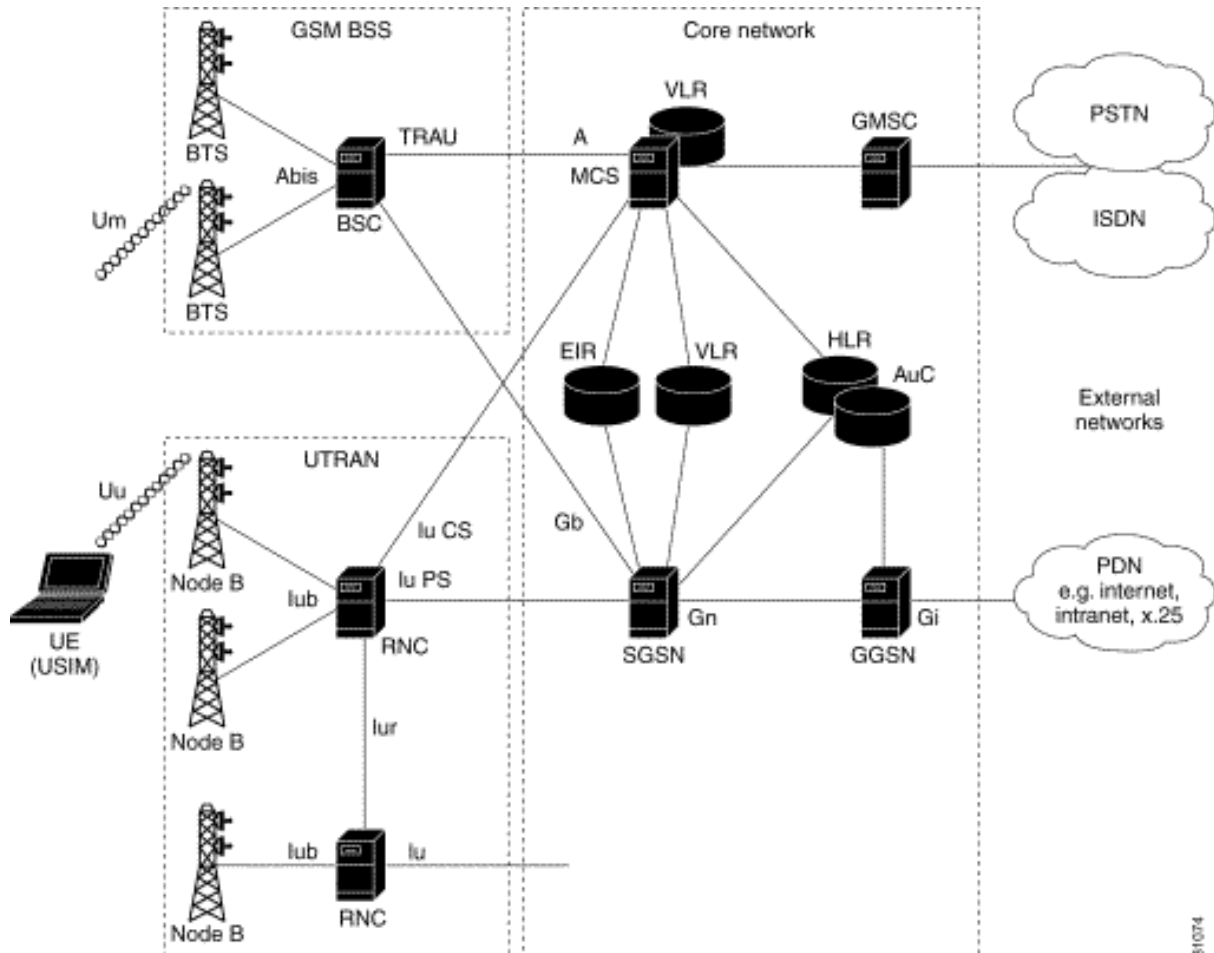 GSM BSS
Core network
VLR
GMSC
PSTN
TRAU
A
BTS
Abis
MCS
BSC
Um
ISDN
BTS
EIR
VLR
HLR
AuC
External
networks
UTRAN
Uu
Iu CS
Gb
Node B
Iu PS
PDN
e.g. internet,
intranet, x.25
Iub
Gn
Gi
UE
(USIM)
RNC
SGSN
GGSN
Iur
Node B
Iub
Iu
RNC
Node B